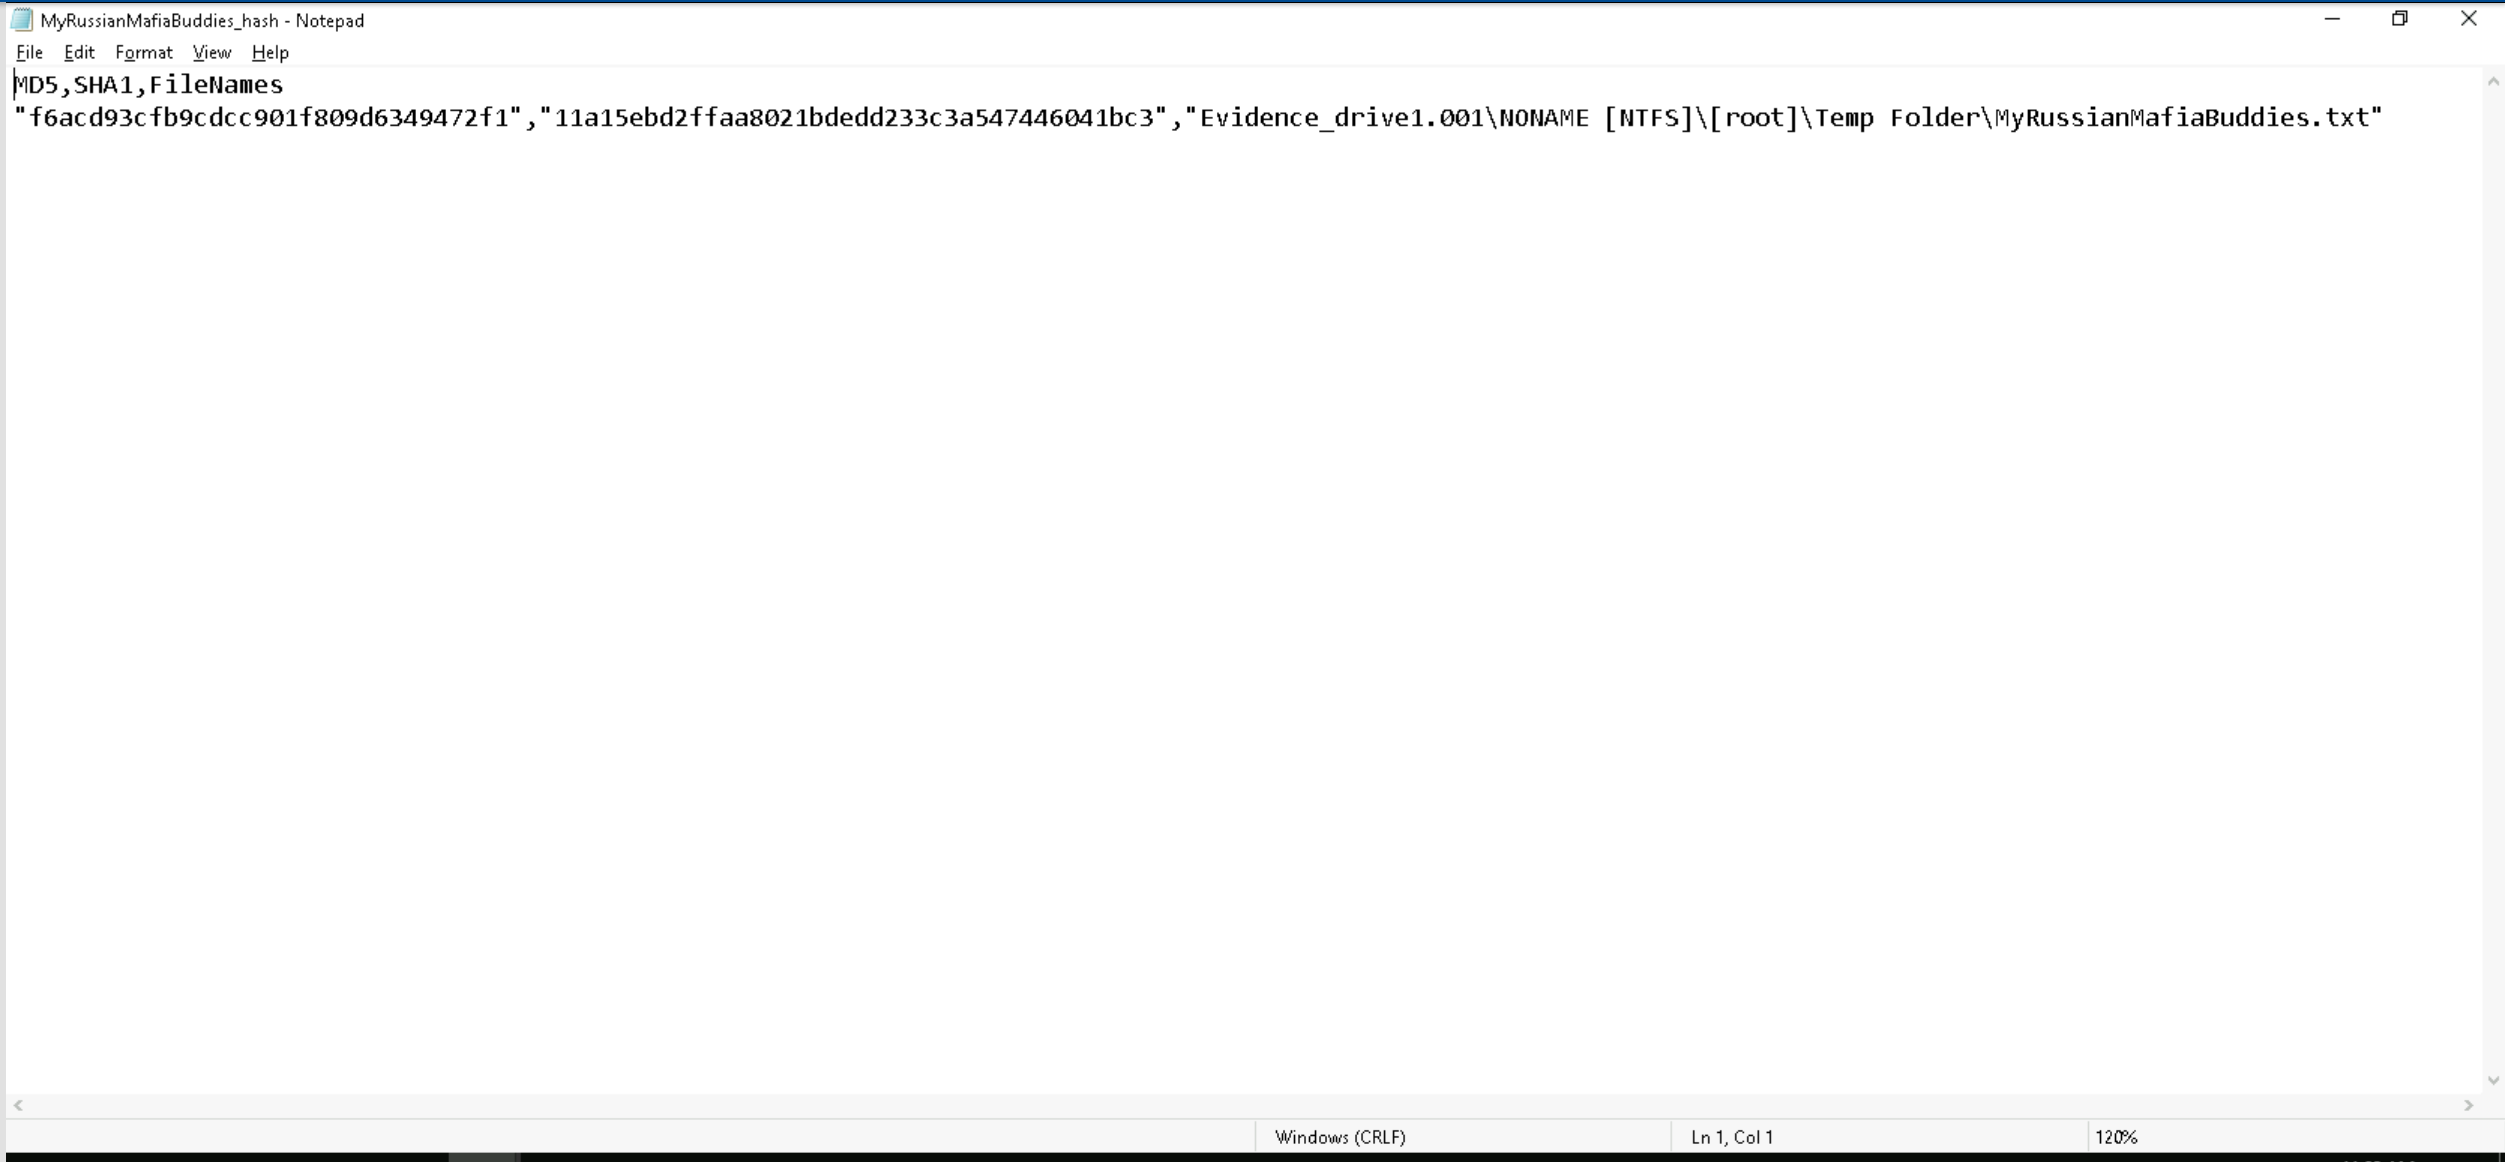 MyRussianMafiaBuddies_hash - Notepad
File Edit Format View Help
MD5,SHA1,FileNames
"f6acd93cfb9cdcc901f809d6349472f1","11a15ebd2ffaa8021bdedd233c3a547446041bc3","Evidence_drive1.001\NONAME [NTFS]\[root]\Temp Folder\MyRussianMafiaBuddies.txt"
Windows (CRLF) Ln 1, Col 1 120%